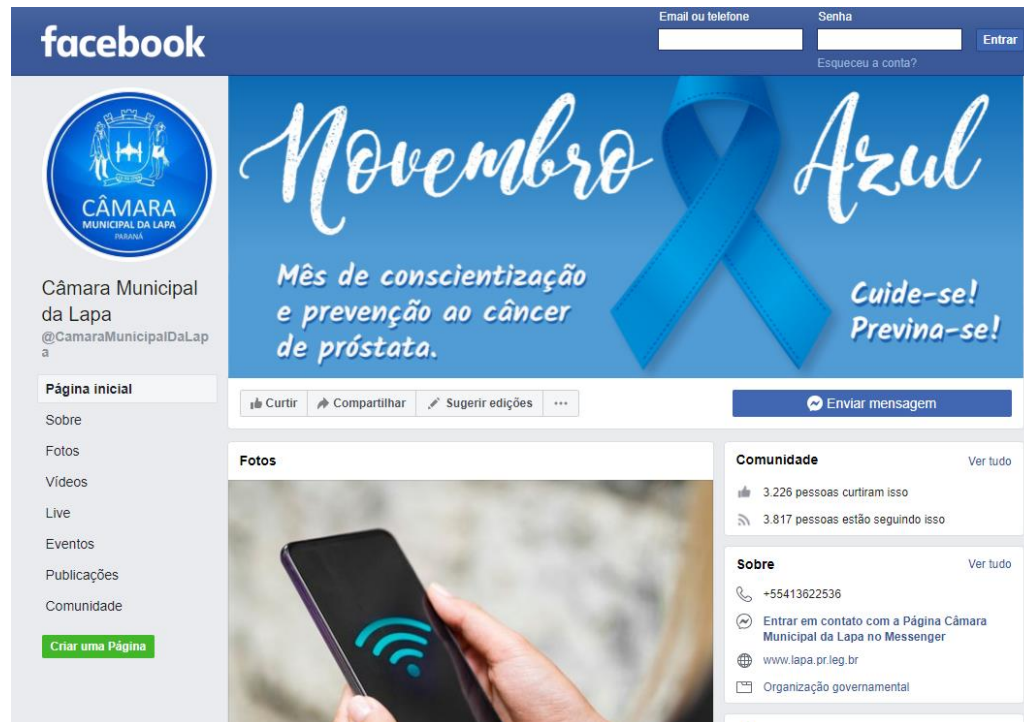 facebook
Email ou telefone
Senha
Entrar
Esqueceu a conta?
CÂMARA
MUNICIPAL DA LAPA
PARANÁ
Câmara Municipal
da Lapa
@CamaraMunicipalDaLap
a
Página inicial
Sobre
Fotos
Vídeos
Live
Eventos
Publicações
Comunidade
Criar uma Página
Novembro Azul
Mês de conscientização
e prevenção ao câncer
de próstata.
Cuide-se!
Previna-se!
Curtir
Compartilhar
Sugerir edições
Enviar mensagem
Fotos
Comunidade
Ver tudo
3.226 pessoas curtiram isso
3.817 pessoas estão seguindo isso
Sobre
Ver tudo
+55413622536
Entrar em contato com a Página Câmara
Municipal da Lapa no Messenger
www.lapa.pr.leg.br
Organização governamental